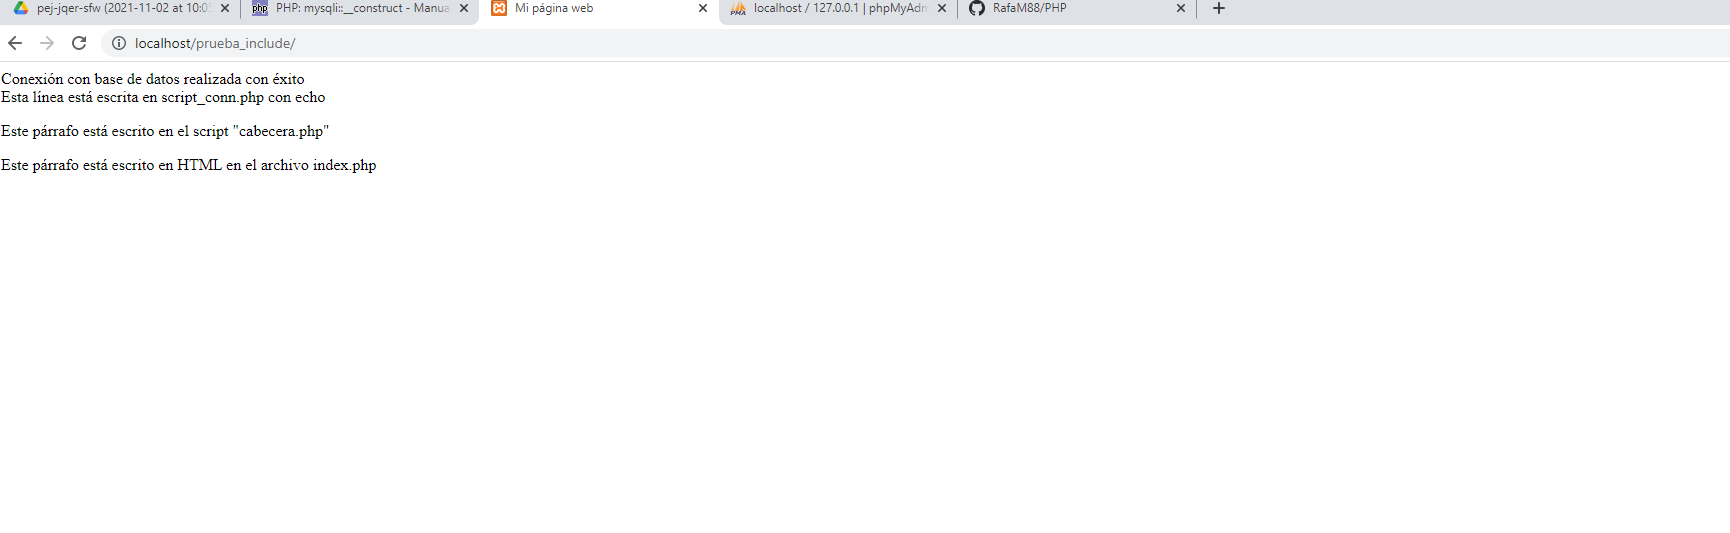 pej-jqer-sfw (2021-11-02 at 10:05
php PHP: mysqli::__construct - Manua
Mi página web
PMA localhost / 127.0.0.1 | phpMyAdm
RafaM88/PHP
localhost/prueba_include/
Conexión con base de datos realizada con éxito
Esta línea está escrita en script_conn.php con echo
Este párrafo está escrito en el script "cabecera.php"
Este párrafo está escrito en HTML en el archivo index.php